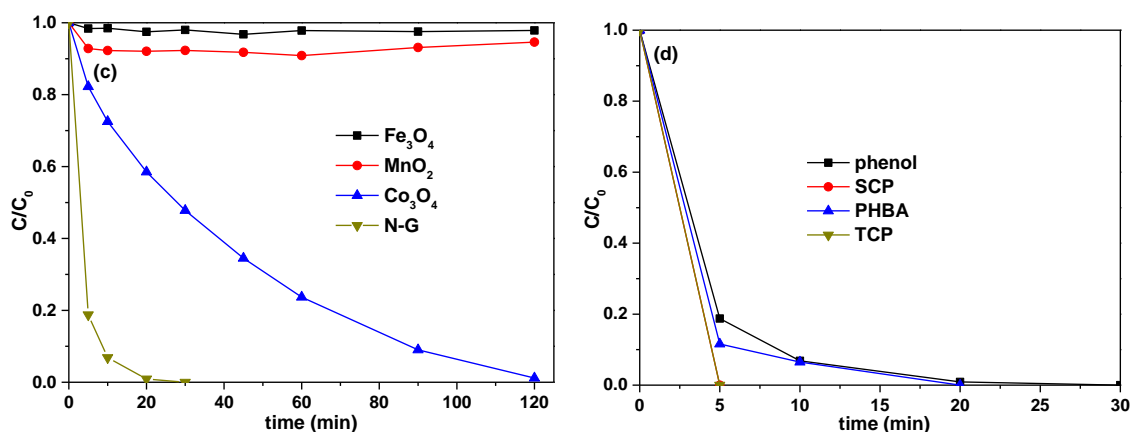 (c)
C/C₀
1.0
0.8
0.6
0.4
0.2
0.0
Fe₃O₄
MnO₂
Co₃O₄
N-G
0 20 40 60 80 100 120
time (min)
(d)
C/C₀
1.0
0.8
0.6
0.4
0.2
0.0
phenol
SCP
PHBA
TCP
0 5 10 15 20 25 30
time (min)